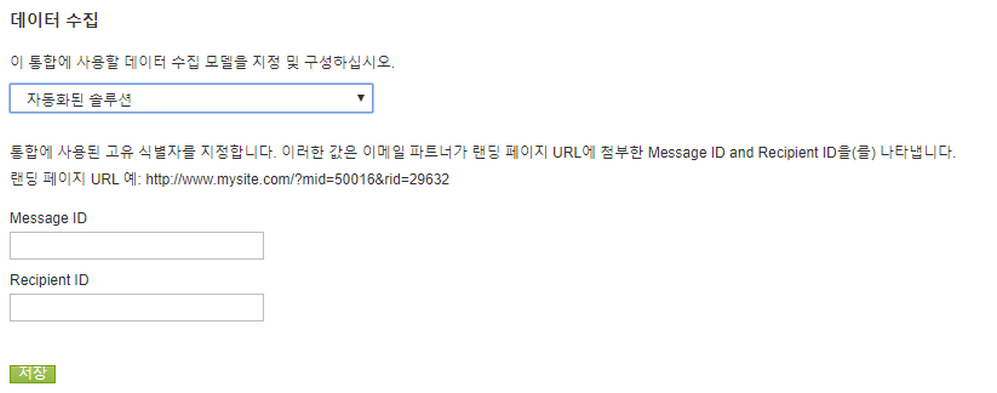 데이터 수집
이 통합에 사용할 데이터 수집 모델을 지정 및 구성하십시오.
자동화된 솔루션
통합에 사용된 고유 식별자를 지정합니다. 이러한 값은 이메일 파트너가 랜딩 페이지 URL에 첨부한 Message ID and Recipient ID을(를) 나타냅니다.
랜딩 페이지 URL 예: http://www.mysite.com/?mid=50016&rid=29632
Message ID
Recipient ID
저장